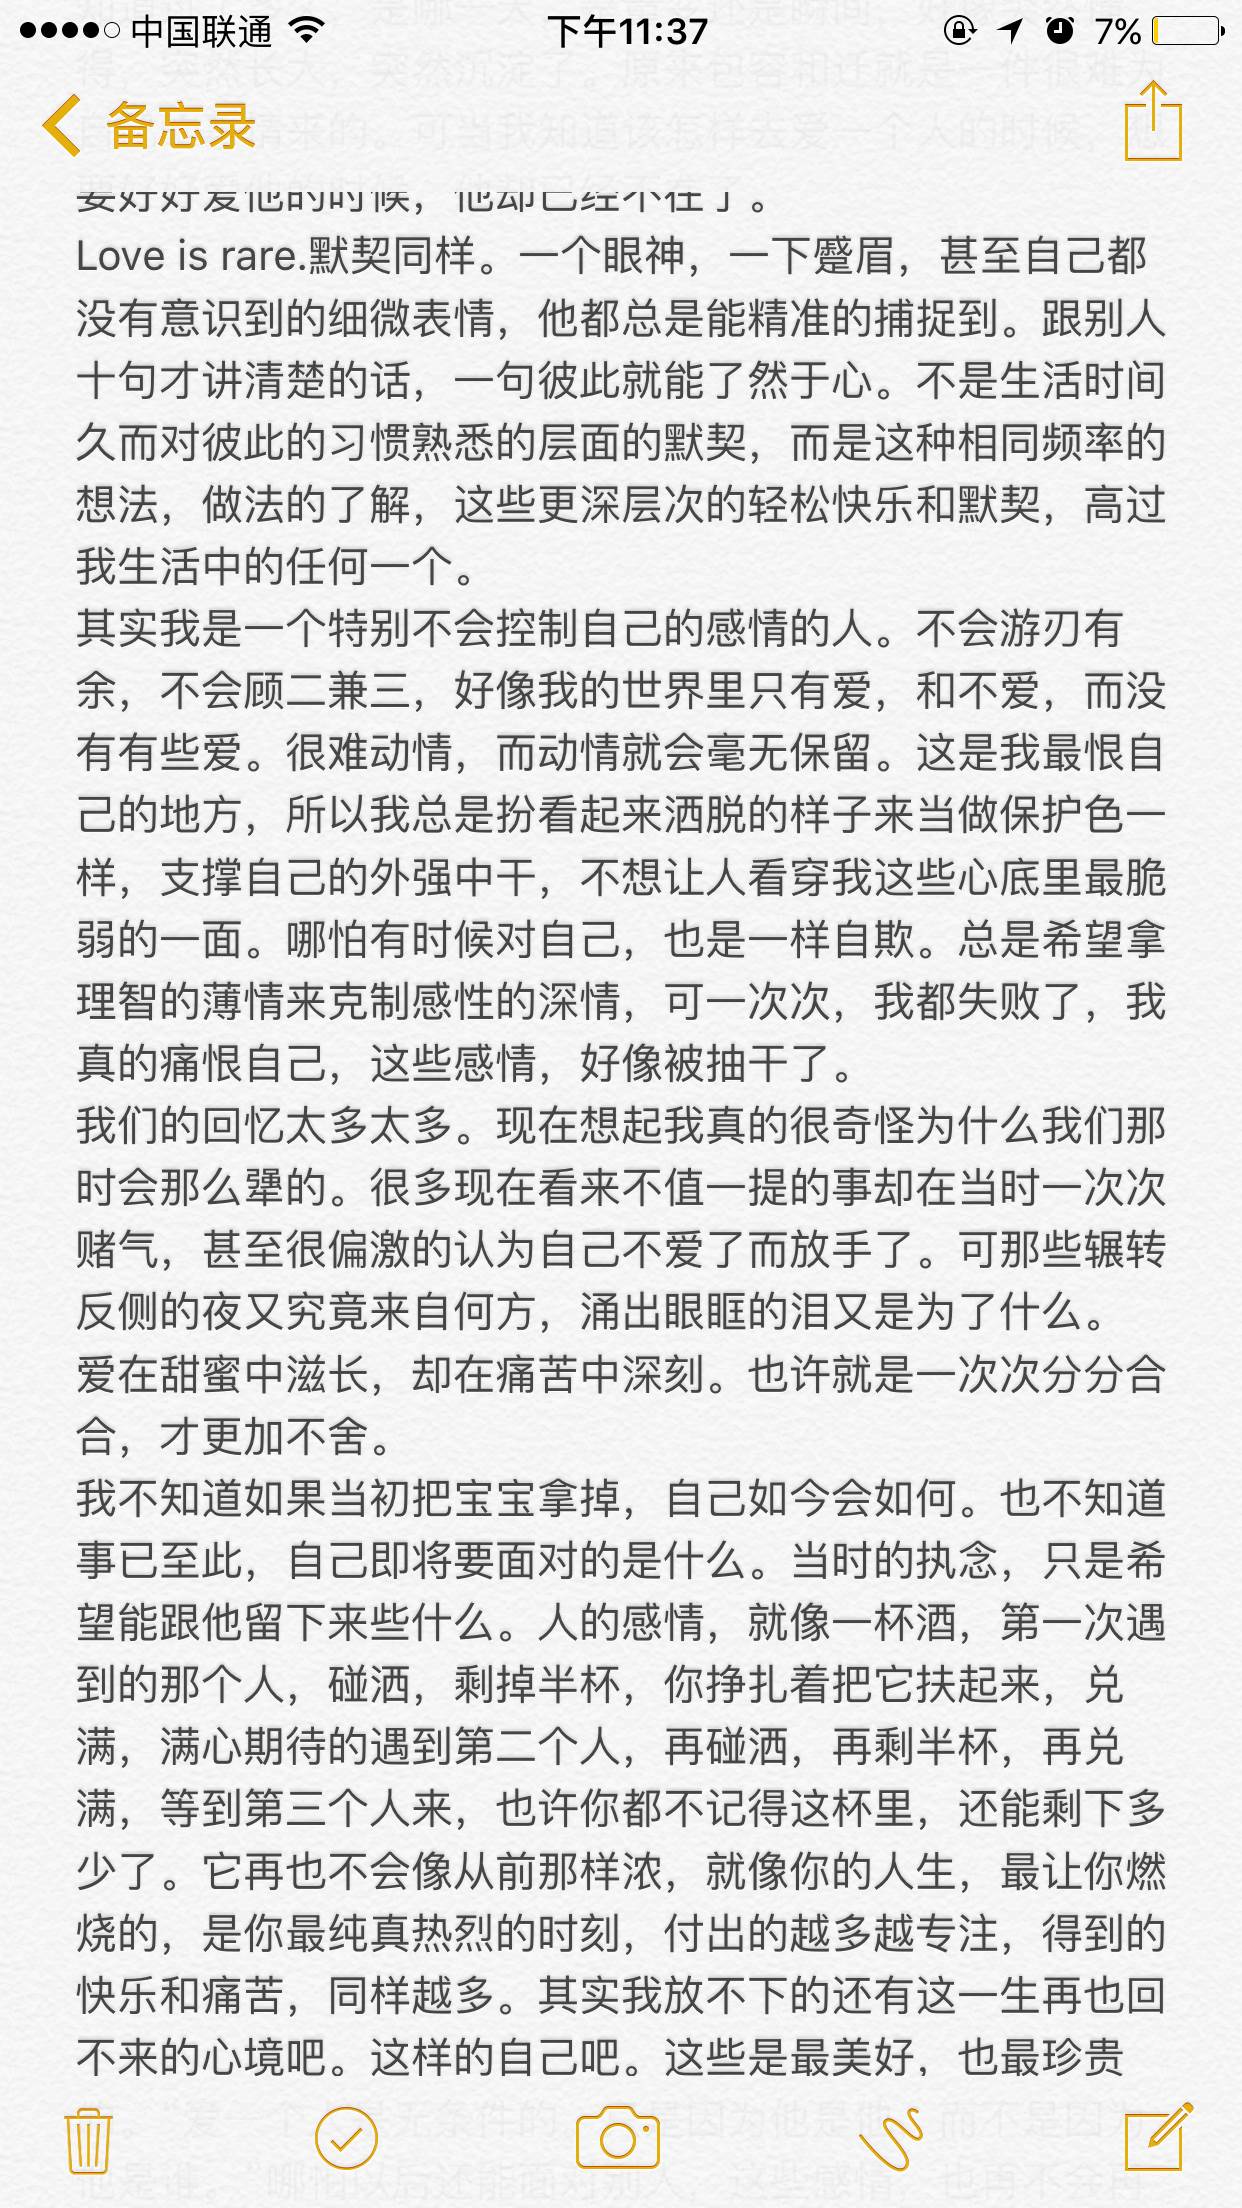 中国联通 下午11:37 7%
备忘录
要好好爱他的时候，他却已经不在了。
Love is rare.默契同样。一个眼神，一下蹙眉，甚至自己都
没有意识到的细微表情，他都总是能精准的捕捉到。跟别人
十句才讲清楚的话，一句彼此就能了然于心。不是生活时间
久而对彼此的习惯熟悉的层面的默契，而是这种相同频率的
想法，做法的了解，这些更深层次的轻松快乐和默契，高过
我生活中的任何一个。
其实我是一个特别不会控制自己的感情的人。不会游刃有
余，不会顾二兼三，好像我的世界里只有爱，和不爱，而没
有有些爱。很难动情，而动情就会毫无保留。这是我最恨自
己的地方，所以我总是扮看起来洒脱的样子来当做保护色一
样，支撑自己的外强中干，不想让人看穿我这些心底里最脆
弱的一面。哪怕有时候对自己，也是一样自欺。总是希望拿
理智的薄情来克制感性的深情，可一次次，我都失败了，我
真的痛恨自己，这些感情，好像被抽干了。
我们的回忆太多太多。现在想起我真的很奇怪为什么我们那
时会那么犟的。很多现在看来不值一提的事却在当时一次次
赌气，甚至很偏激的认为自己不爱了而放手了。可那些辗转
反侧的夜又究竟来自何方，涌出眼眶的泪又是为了什么。
爱在甜蜜中滋长，却在痛苦中深刻。也许就是一次次分分合
合，才更加不舍。
我不知道如果当初把宝宝拿掉，自己如今会如何。也不知道
事已至此，自己即将要面对的是什么。当时的执念，只是希
望能跟他留下来些什么。人的感情，就像一杯酒，第一次遇
到的那个人，碰洒，剩掉半杯，你挣扎着把它扶起来，兑
满，满心期待的遇到第二个人，再碰洒，再剩半杯，再兑
满，等到第三个人来，也许你都不记得这杯里，还能剩下多
少了。它再也不会像从前那样浓，就像你的人生，最让你燃
烧的，是你最纯真热烈的时刻，付出的越多越专注，得到的
快乐和痛苦，同样越多。其实我放不下的还有这一生再也回
不来的心境吧。这样的自己吧。这些是最美好，也最珍贵